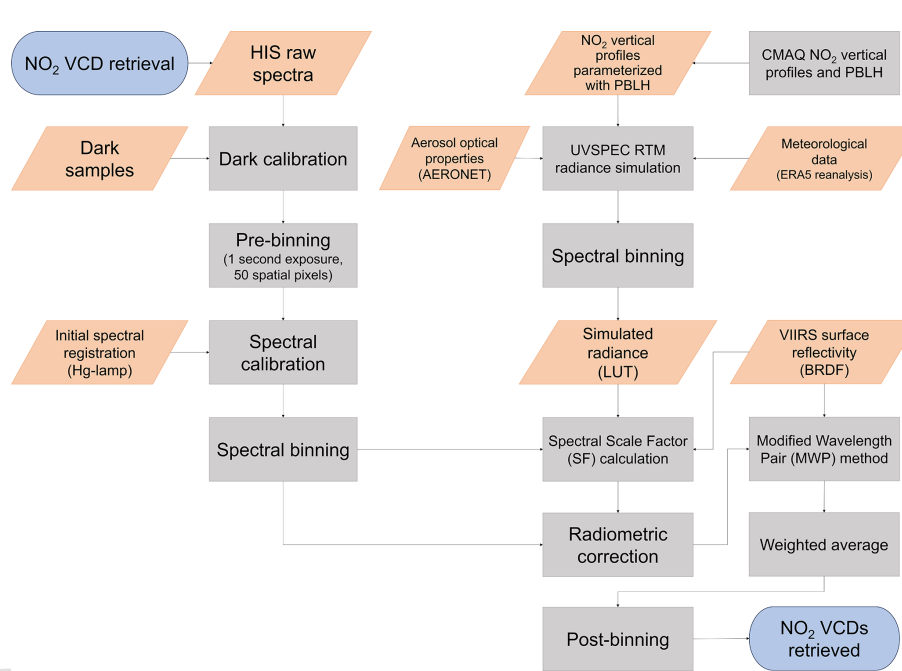 NO₂ VCD retrieval
HIS raw
spectra
NO₂ vertical
profiles
parameterized
with PBLH
CMAQ NO₂ vertical
profiles and PBLH
Dark
samples
Dark calibration
Aerosol optical
properties
(AERONET)
UVSPEC RTM
radiance simulation
Meteorological
data
(ERA5 reanalysis)
Pre-binning
(1 second exposure,
50 spatial pixels)
Spectral binning
Initial spectral
registration
(Hg-lamp)
Spectral
calibration
Simulated
radiance
(LUT)
VIIRS surface
reflectivity
(BRDF)
Spectral binning
Spectral Scale Factor
(SF) calculation
Modified Wavelength
Pair (MWP) method
Radiometric
correction
Weighted average
Post-binning
NO₂ VCDs
retrieved